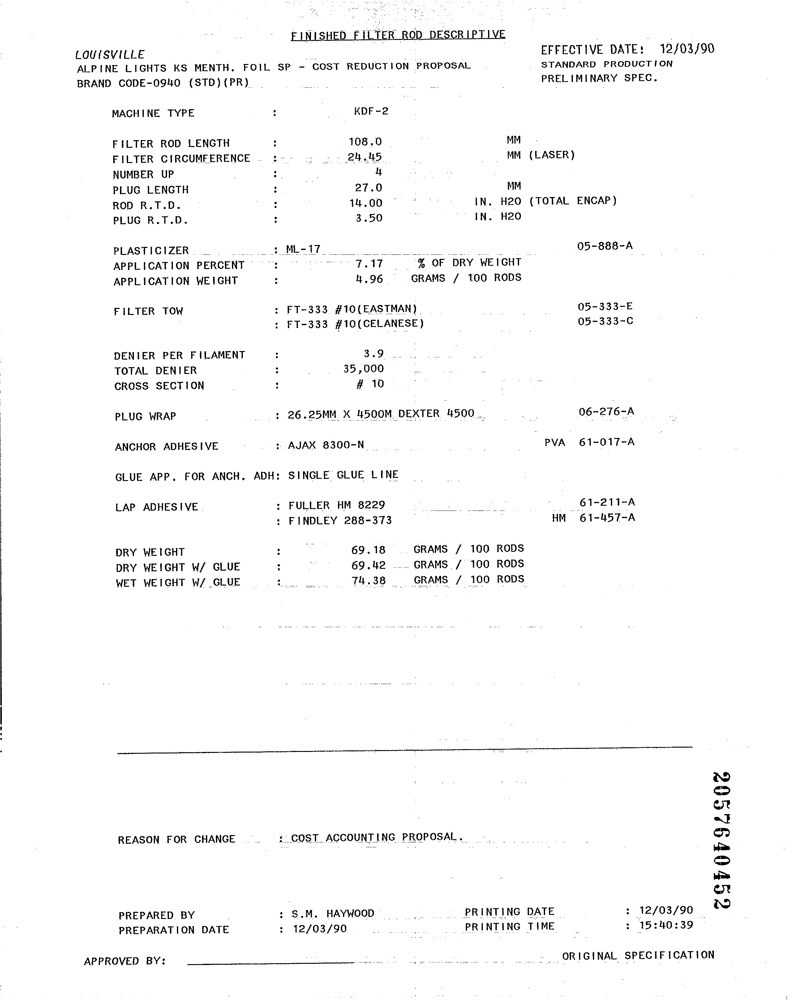 FINISHED FILTER ROD DESCRIPTIVE
LOUISVILLE EFFECTIVE DATE: 12/03/90
ALPINE LIGHTS KS MENTH. FOIL SP - COST REDUCTION PROPOSAL STANDARD PRODUCTION
BRAND CODE-0940 (STD)(PR) PRELIMINARY SPEC.
MACHINE TYPE : KDF-2
FILTER ROD LENGTH : 108.0 MM
FILTER CIRCUMFERENCE : 24.45 MM (LASER)
NUMBER UP : 4
PLUG LENGTH : 27.0 MM
ROD R.T.D. : 14.00 IN. H20 (TOTAL ENCAP)
PLUG R.T.D. : 3.50 IN. H20
PLASTICIZER : ML-17 05-888-A
APPLICATION PERCENT : 7.17 % OF DRY WEIGHT
APPLICATION WEIGHT : 4.96 GRAMS / 100 RODS
FILTER TOW : FT-333 #10(EASTMAN) 05-333-E
: FT-333 #10(CELANESE) 05-333-C
DENIER PER FILAMENT : 3.9
TOTAL DENIER : 35,000
CROSS SECTION : # 10
PLUG WRAP : 26.25MM X 4500M DEXTER 4500 06-276-A
ANCHOR ADHESIVE : AJAX 8300-N PVA 61-017-A
GLUE APP. FOR ANCH. ADH: SINGLE GLUE LINE
LAP ADHESIVE : FULLER HM 8229 61-211-A
: FINDLEY 288-373 HM 61-457-A
DRY WEIGHT : 69.18 GRAMS / 100 RODS
DRY WEIGHT W/ GLUE : 69.42 GRAMS / 100 RODS
WET WEIGHT W/ GLUE : 74.38 GRAMS / 100 RODS
2057640452
REASON FOR CHANGE : COST ACCOUNTING PROPOSAL.
PREPARED BY : S.M. HAYWOOD PRINTING DATE : 12/03/90
PREPARATION DATE : 12/03/90 PRINTING TIME : 15:40:39
APPROVED BY: ORIGINAL SPECIFICATION